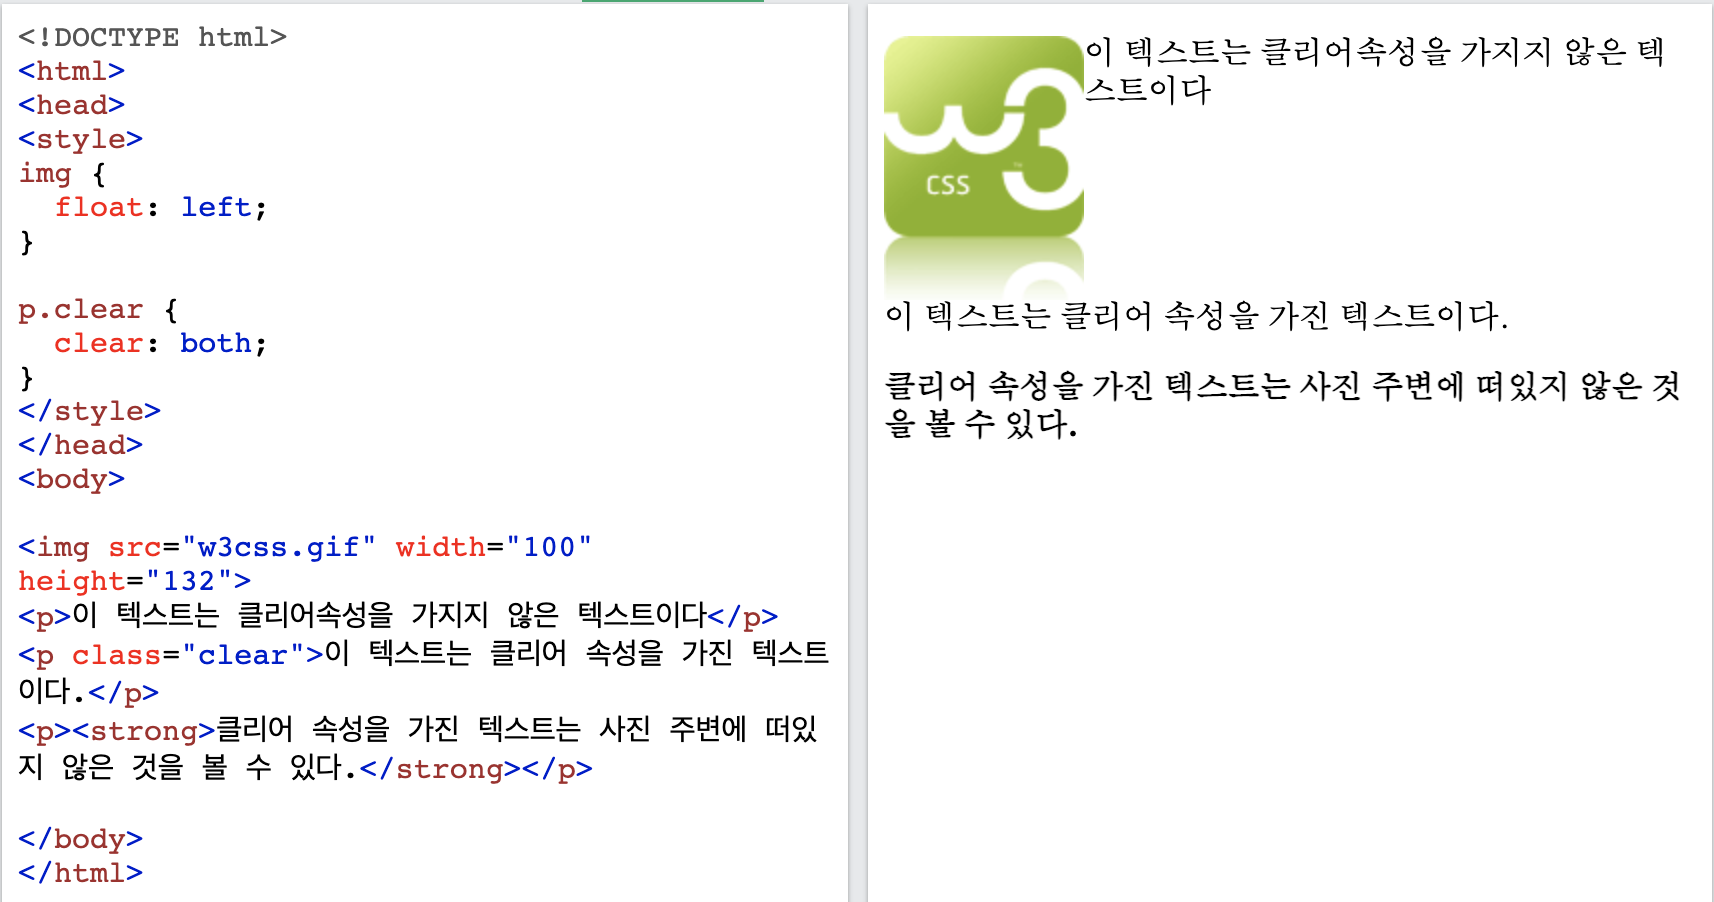 <!DOCTYPE html>
<html>
<head>
<style>
img {
  float: left;
}

p.clear {
  clear: both;
}
</style>
</head>
<body>

<img src="w3css.gif" width="100"
height="132">
<p>이 텍스트는 클리어속성을 가지지 않은 텍스트이다</p>
<p class="clear">이 텍스트는 클리어 속성을 가진 텍스트
이다.</p>
<p><strong>클리어 속성을 가진 텍스트는 사진 주변에 떠있
지 않은 것을 볼 수 있다.</strong></p>

</body>
</html>
이 텍스트는 클리어속성을 가지지 않은 텍
스트이다
w3
™
CSS
이 텍스트는 클리어 속성을 가진 텍스트이다.
클리어 속성을 가진 텍스트는 사진 주변에 떠있지 않은 것
을 볼 수 있다.